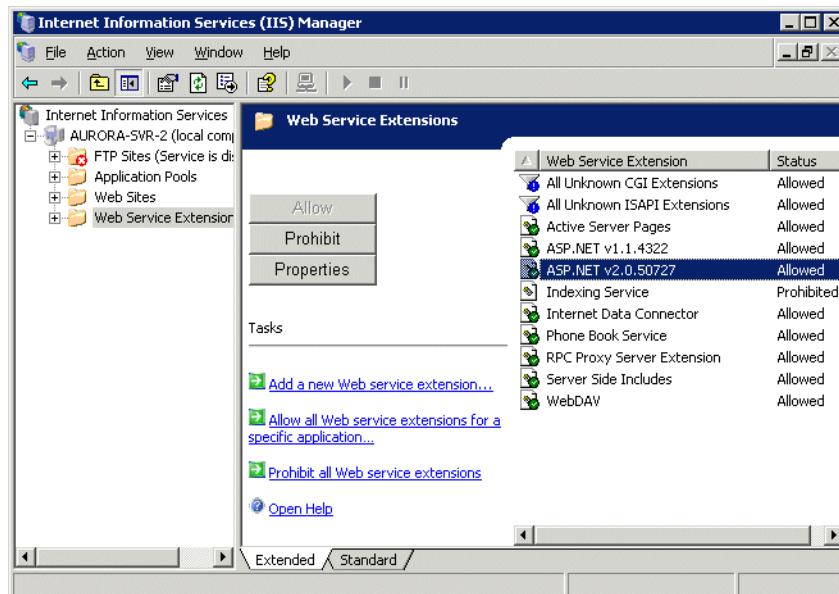 Internet Information Services (IIS) Manager
File Action View Window Help
Internet Information Services
AURORA-SVR-2 (local com
FTP Sites (Service is di
Application Pools
Web Sites
Web Service Extension
Web Service Extensions
Allow
Prohibit
Properties
Tasks
Add a new Web service extension...
Allow all Web service extensions for a
specific application...
Prohibit all Web service extensions
Open Help
Web Service Extension Status
All Unknown CGI Extensions Allowed
All Unknown ISAPI Extensions Allowed
Active Server Pages Allowed
ASP.NET v1.1.4322 Allowed
ASP.NET v2.0.50727 Allowed
Indexing Service Prohibited
Internet Data Connector Allowed
Phone Book Service Allowed
RPC Proxy Server Extension Allowed
Server Side Includes Allowed
WebDAV Allowed
Extended Standard